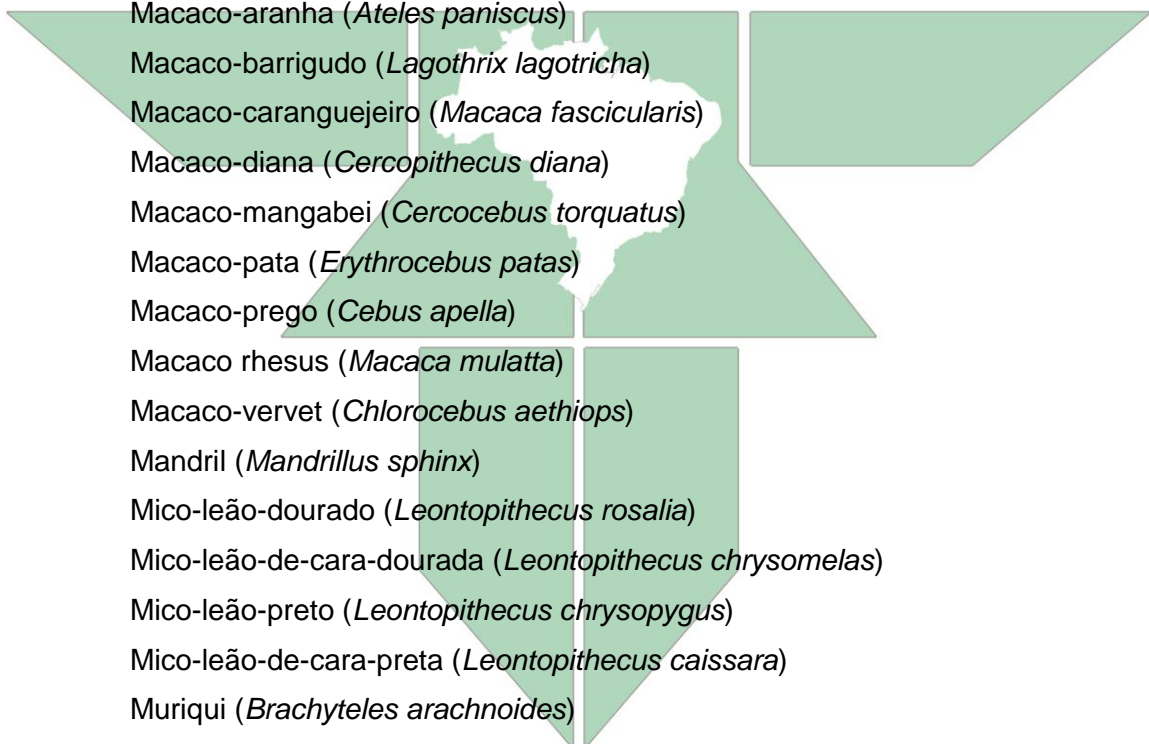 Macaco-aranha (Ateles paniscus)
Macaco-barrigudo (Lagothrix lagotricha)
Macaco-caranguejeiro (Macaca fascicularis)
Macaco-diana (Cercopithecus diana)
Macaco-mangabei (Cercocebus torquatus)
Macaco-pata (Erythrocebus patas)
Macaco-prego (Cebus apella)
Macaco rhesus (Macaca mulatta)
Macaco-vervet (Chlorocebus aethiops)
Mandril (Mandrillus sphinx)
Mico-leão-dourado (Leontopithecus rosalia)
Mico-leão-de-cara-dourada (Leontopithecus chrysomelas)
Mico-leão-preto (Leontopithecus chrysopygus)
Mico-leão-de-cara-preta (Leontopithecus caissara)
Muriqui (Brachyteles arachnoides)